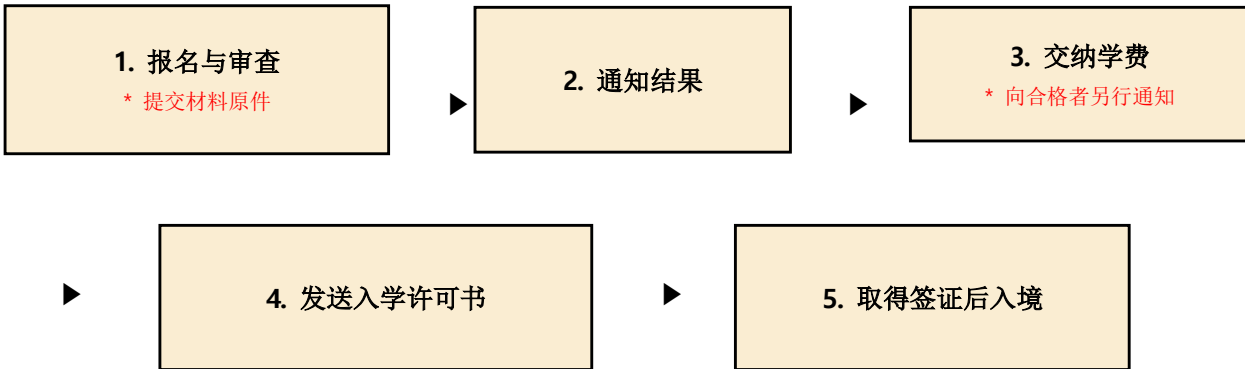 1. 报名与审查
* 提交材料原件
2. 通知结果
3. 交纳学费
* 向合格者另行通知
4. 发送入学许可书
5. 取得签证后入境